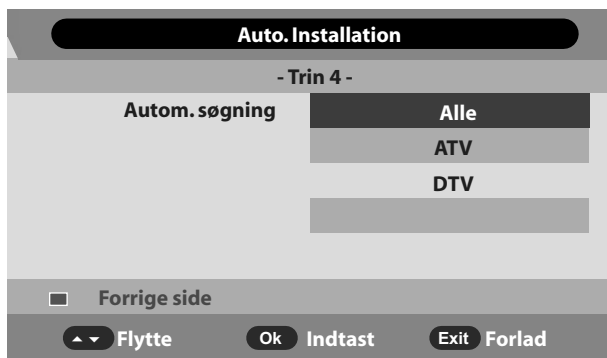 Auto. Installation
- Trin 4 -
Autom. søgning Alle
ATV
DTV
Forrige side
Flytte Ok Indtast Exit Forlad